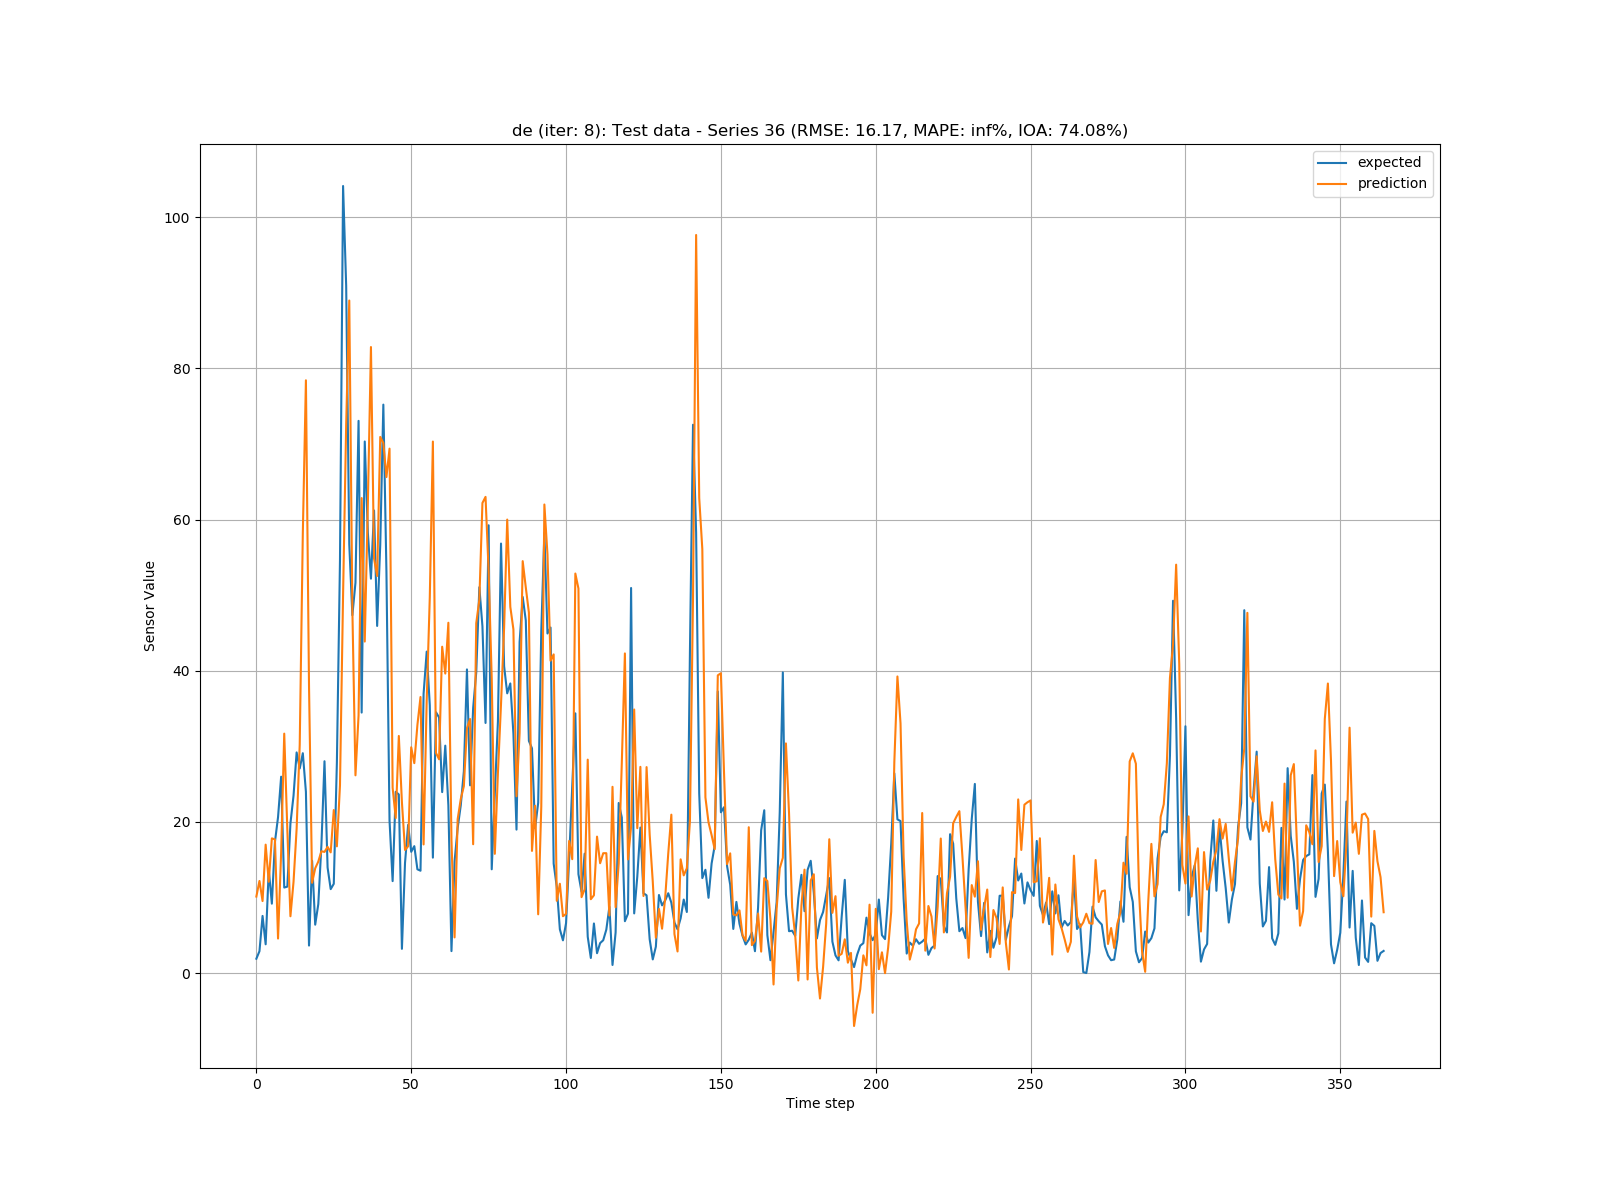 de (iter: 8): Test data - Series 36 (RMSE: 16.17, MAPE: inf%, IOA: 74.08%)
expected
prediction
100
80
60
40
20
0
Sensor Value
0 50 100 150 200 250 300 350
Time step